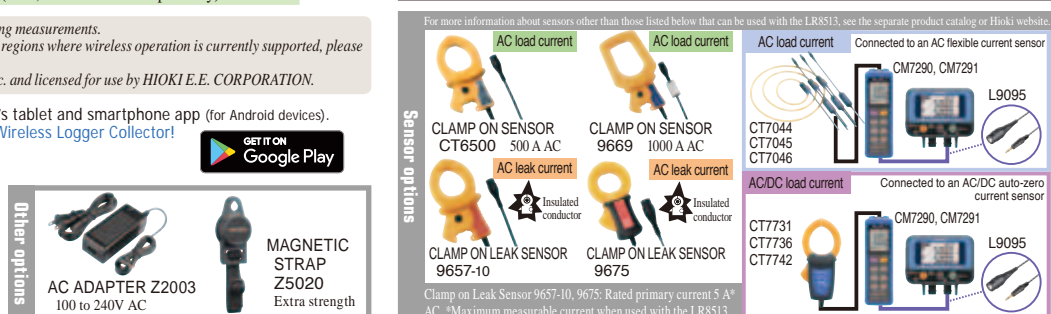 ing measurements.
regions where wireless operation is currently supported, please
c. and licensed for use by HIOKI E.E. CORPORATION.
's tablet and smartphone app (for Android devices).
Wireless Logger Collector!
GET IT ON
Google Play
Other options
AC ADAPTER Z2003
100 to 240V AC
MAGNETIC
STRAP
Z5020
Extra strength
For more information about sensors other than those listed below that can be used with the LR8513, see the separate product catalog or Hioki website.
Sensor options
AC load current
CLAMP ON SENSOR
CT6500 500 A AC
AC load current
CLAMP ON SENSOR
9669 1000 A AC
AC leak current
Insulated
conductor
CLAMP ON LEAK SENSOR
9657-10
AC leak current
Insulated
conductor
CLAMP ON LEAK SENSOR
9675
Clamp on Leak Sensor 9657-10, 9675: Rated primary current 5 A*
AC. *Maximum measurable current when used with the LR8513
AC load current
Connected to an AC flexible current sensor
CM7290, CM7291
L9095
CT7044
CT7045
CT7046
AC/DC load current
Connected to an AC/DC auto-zero
current sensor
CM7290, CM7291
L9095
CT7731
CT7736
CT7742